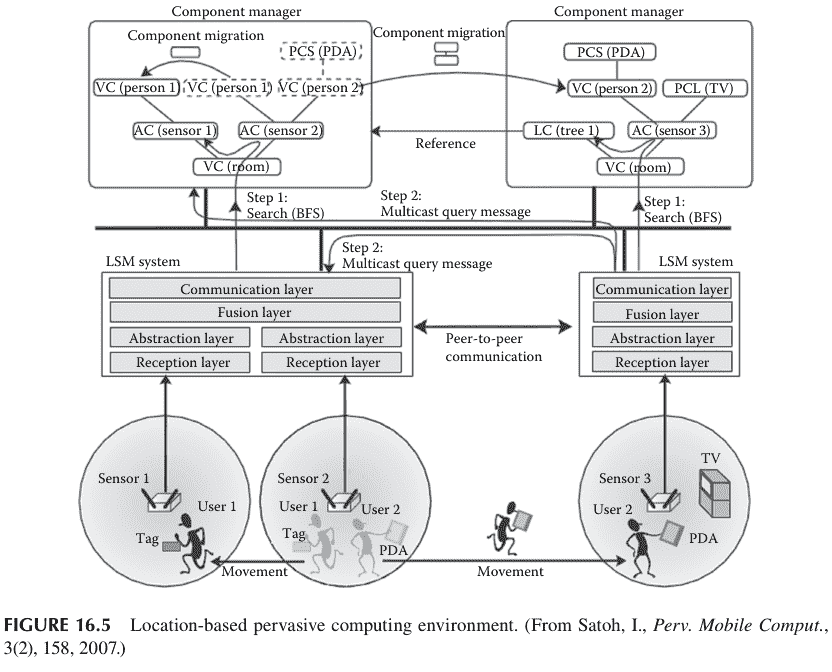 Component manager
Component migration
PCS (PDA)
VC (person 1)
VC (person 1)
VC (person 2)
AC (sensor 1)
AC (sensor 2)
VC (room)
Component migration
Reference
Component manager
PCS (PDA)
VC (person 2)
PCL (TV)
LC (tree 1)
AC (sensor 3)
VC (room)
Step 1:
Search (BFS)
Step 2:
Multicast query message
Step 1:
Search (BFS)
Step 2:
Multicast query message
LSM system
Communication layer
Fusion layer
Abstraction layer
Abstraction layer
Reception layer
Reception layer
Peer-to-peer
communication
LSM system
Communication layer
Fusion layer
Abstraction layer
Reception layer
Sensor 1
User 1
Tag
Sensor 2
User 1
User 2
Tag
PDA
Movement
Movement
Sensor 3
TV
User 2
PDA
FIGURE 16.5 Location-based pervasive computing environment. (From Satoh, I., Perv. Mobile Comput.,
3(2), 158, 2007.)